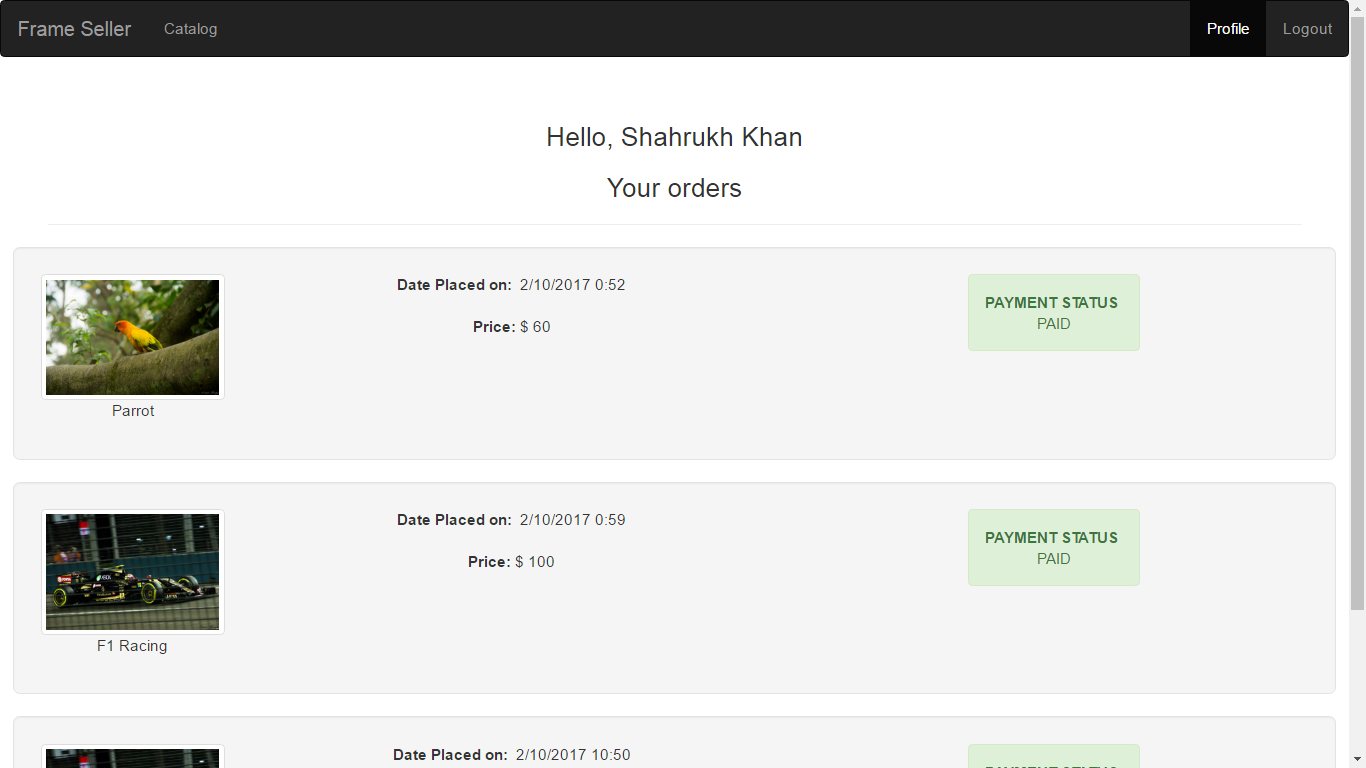 Frame Seller Catalog Profile Logout
Hello, Shahrukh Khan
Your orders
Date Placed on: 2/10/2017 0:52
Price: $ 60
PAYMENT STATUS
PAID
Parrot
Date Placed on: 2/10/2017 0:59
Price: $ 100
PAYMENT STATUS
PAID
F1 Racing
Date Placed on: 2/10/2017 10:50
PAYMENT STATUS